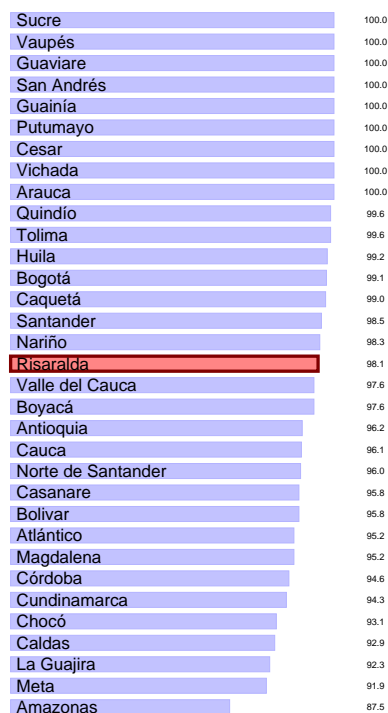 Sucre 100.0
Vaupés 100.0
Guaviare 100.0
San Andrés 100.0
Guainía 100.0
Putumayo 100.0
Cesar 100.0
Vichada 100.0
Arauca 100.0
Quindío 99.6
Tolima 99.6
Huila 99.2
Bogotá 99.1
Caquetá 99.0
Santander 98.5
Nariño 98.3
Risaralda 98.1
Valle del Cauca 97.6
Boyacá 97.6
Antioquia 96.2
Cauca 96.1
Norte de Santander 96.0
Casanare 95.8
Bolivar 95.8
Atlántico 95.2
Magdalena 95.2
Córdoba 94.6
Cundinamarca 94.3
Chocó 93.1
Caldas 92.9
La Guajira 92.3
Meta 91.9
Amazonas 87.5